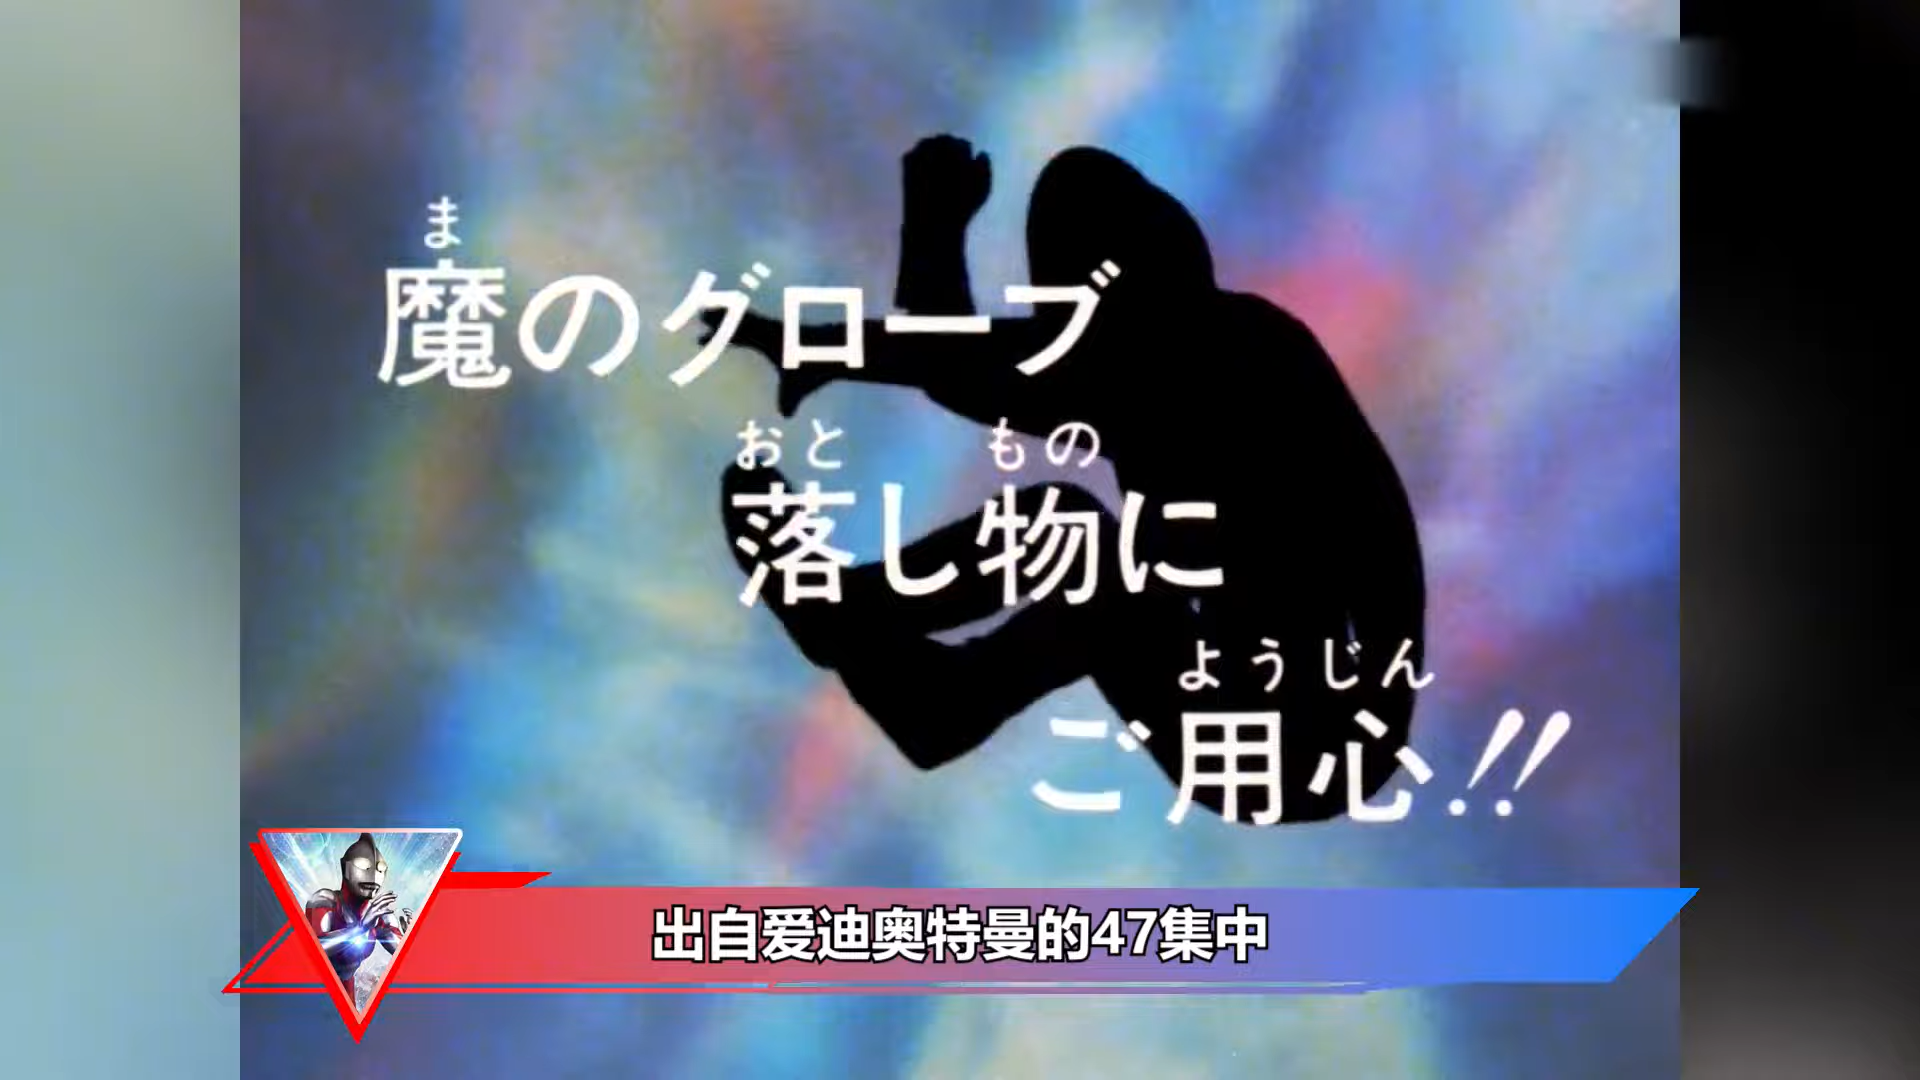 ま
魔のグローブ
おと もの
落し物に
ようじん
ご用心!!
出自爱迪奥特曼的47集中